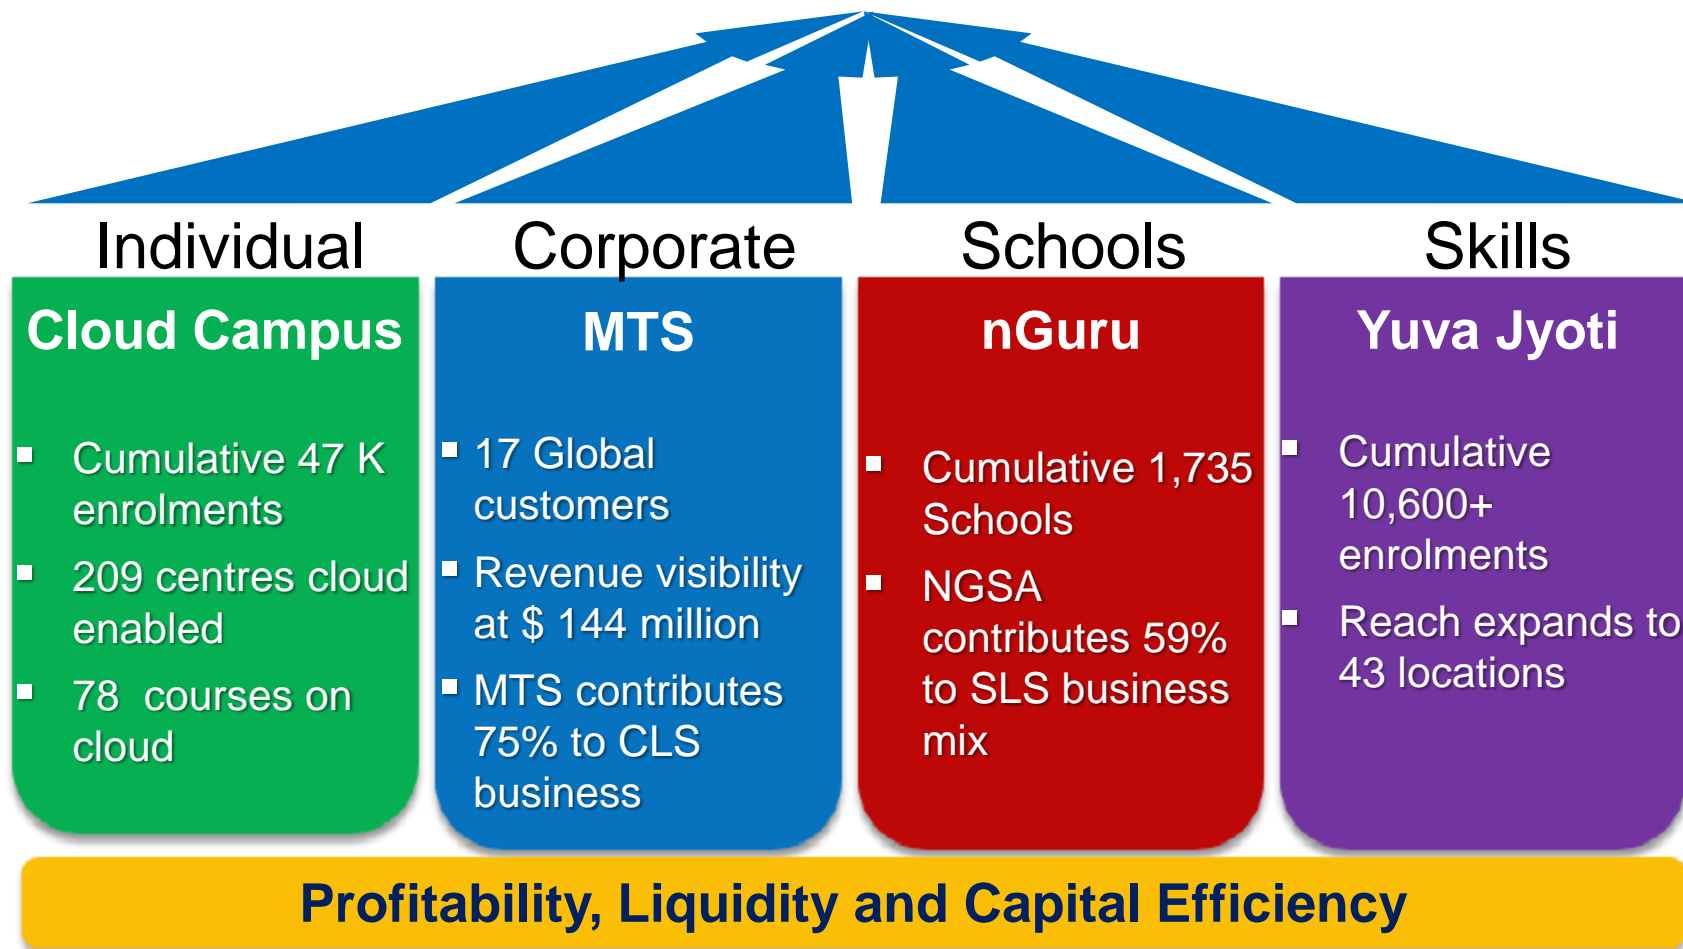 Individual
Cloud Campus
▪ Cumulative 47 K
enrolments
▪ 209 centres cloud
enabled
▪ 78 courses on
cloud
Corporate
MTS
▪ 17 Global
customers
▪ Revenue visibility
at $ 144 million
▪ MTS contributes
75% to CLS
business
Schools
nGuru
▪ Cumulative 1,735
Schools
▪ NGSA
contributes 59%
to SLS business
mix
Skills
Yuva Jyoti
▪ Cumulative
10,600+
enrolments
▪ Reach expands to
43 locations
Profitability, Liquidity and Capital Efficiency